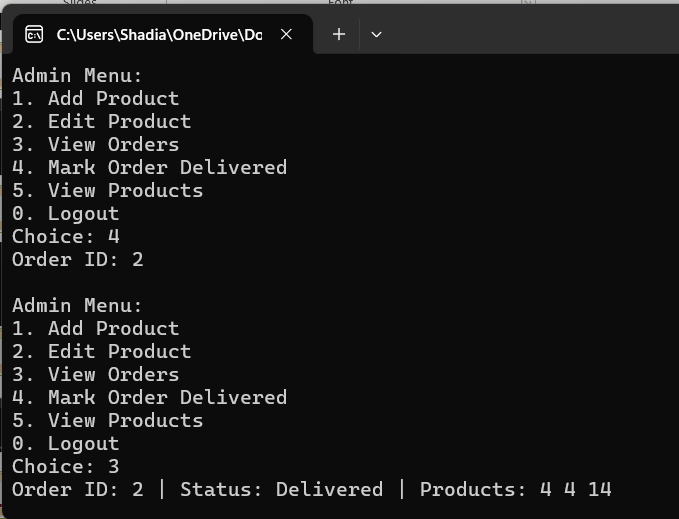 Slides
Font
C:\Users\Shadia\OneDrive\Do
Admin Menu:
1. Add Product
2. Edit Product
3. View Orders
4. Mark Order Delivered
5. View Products
0. Logout
Choice: 4
Order ID: 2
Admin Menu:
1. Add Product
2. Edit Product
3. View Orders
4. Mark Order Delivered
5. View Products
0. Logout
Choice: 3
Order ID: 2 | Status: Delivered | Products: 4 4 14